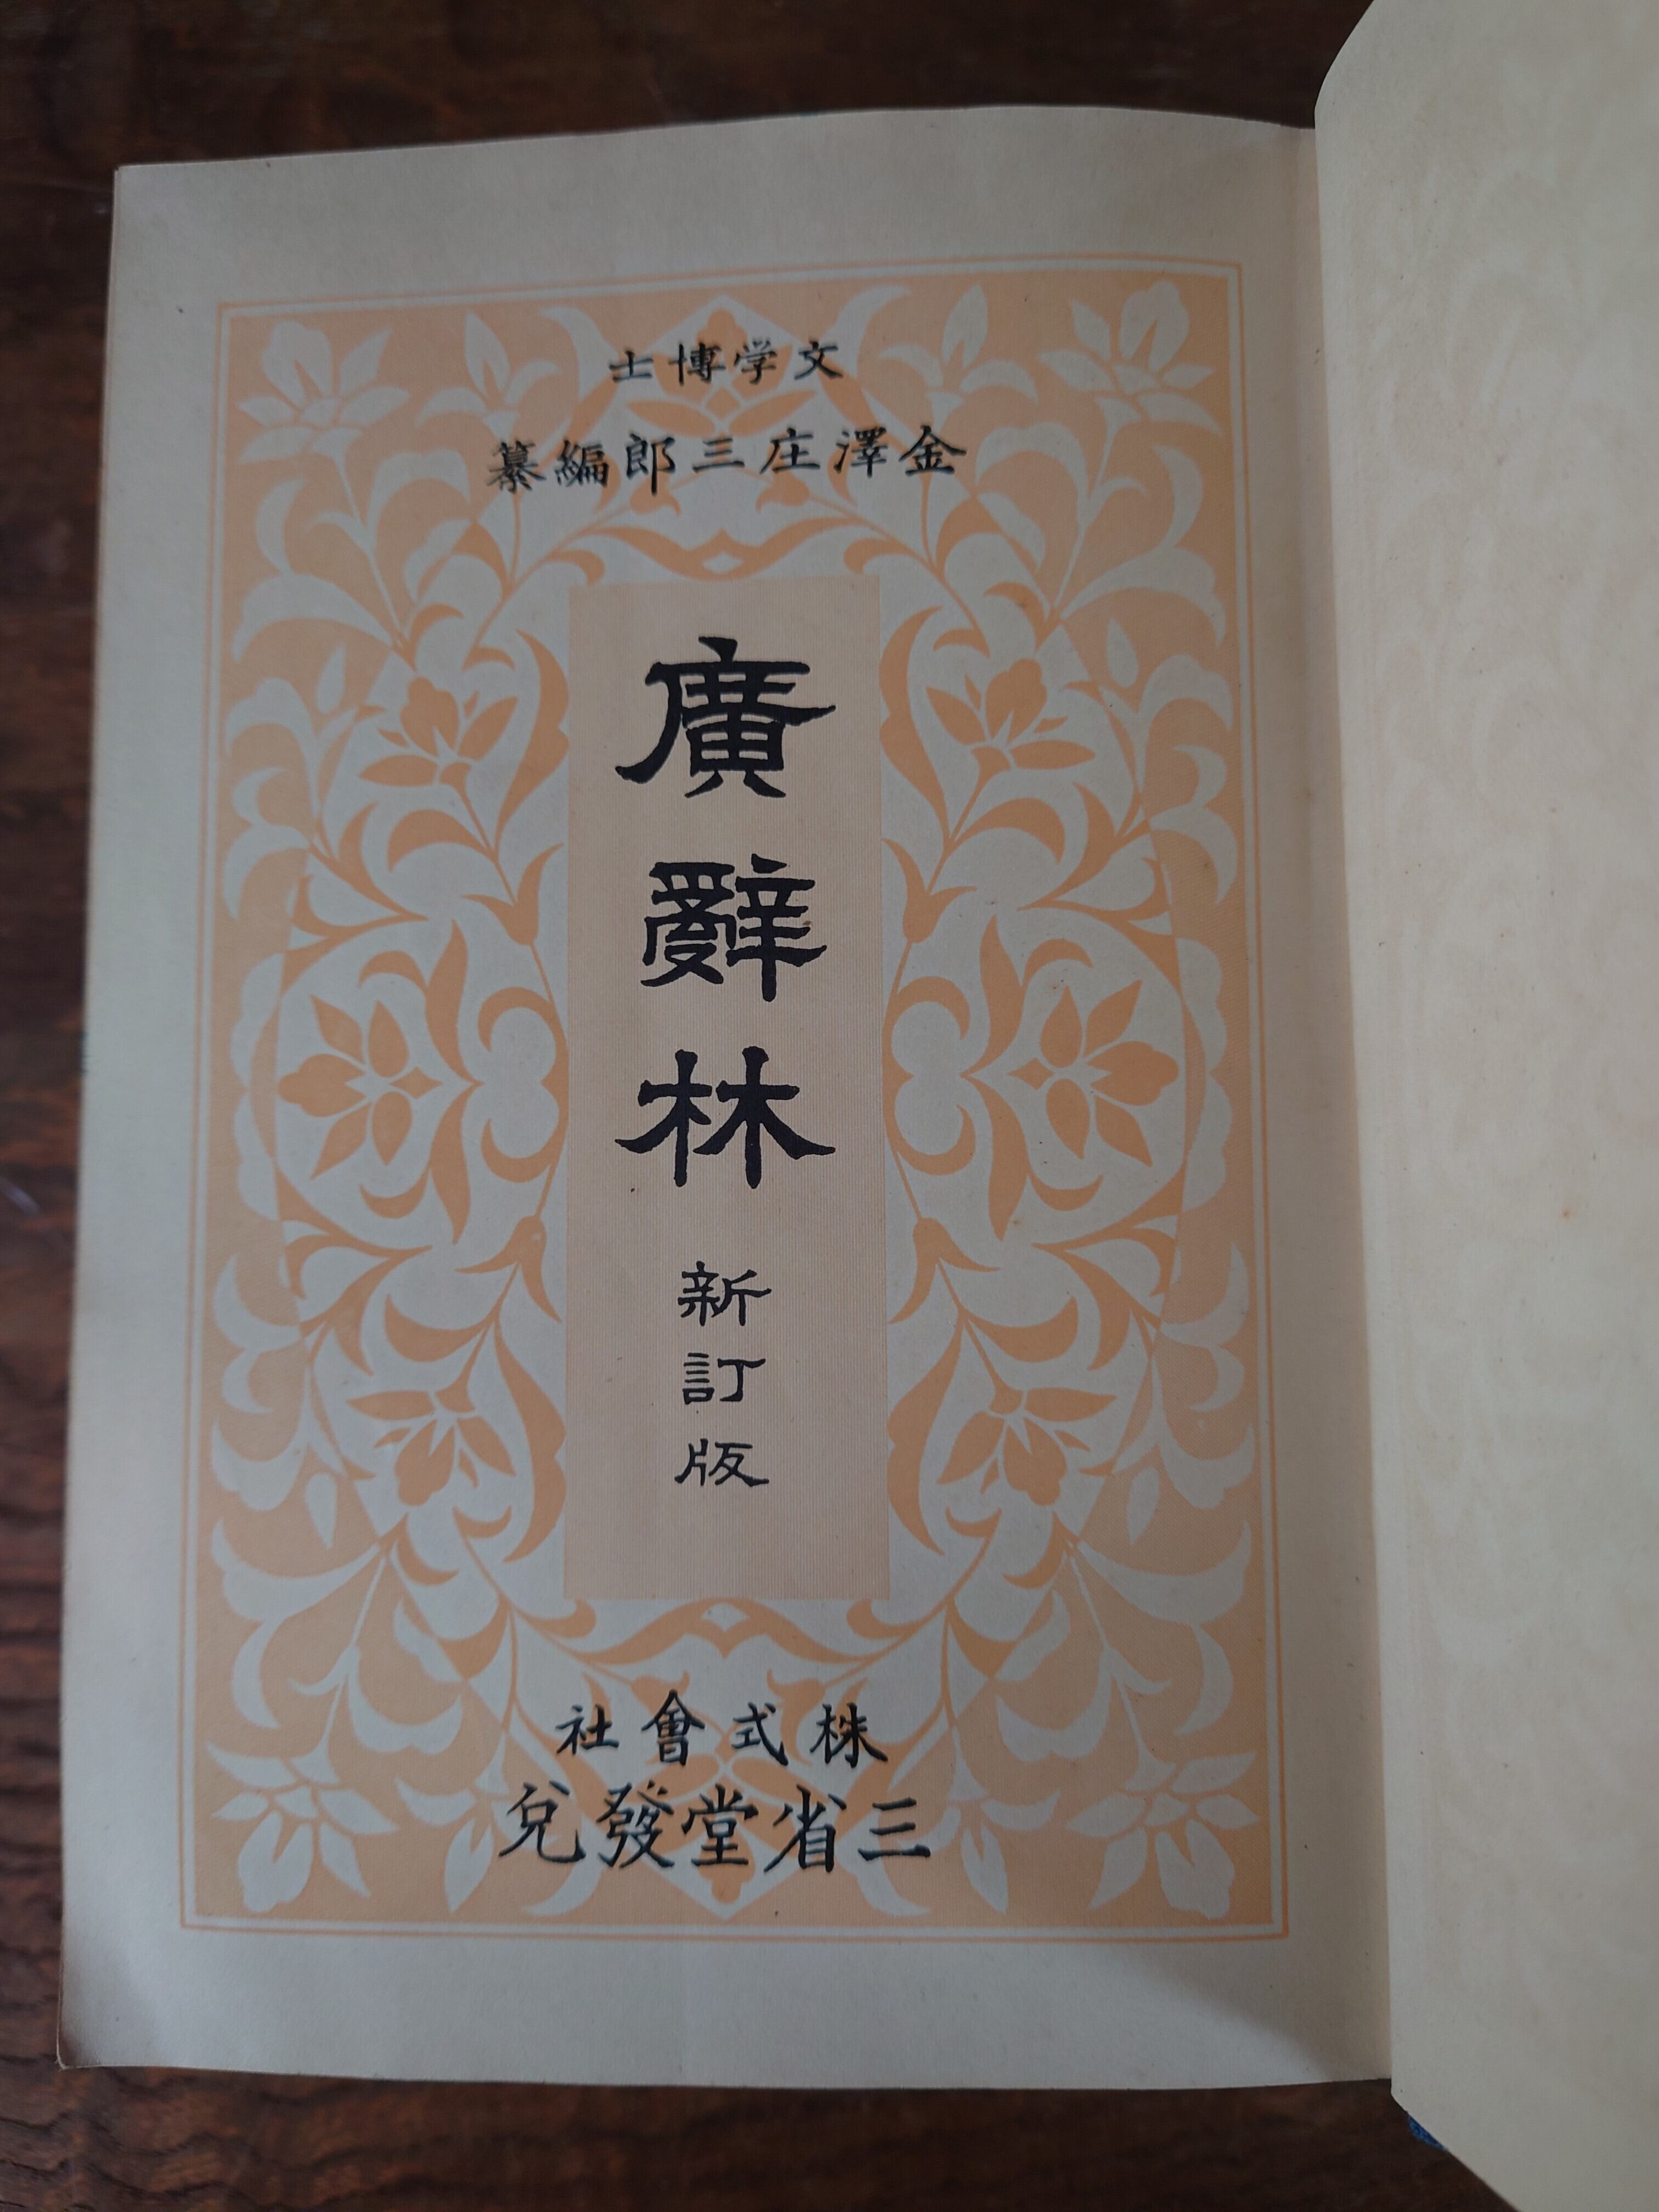 文学博士
金澤庄三郎編纂
廣辭林
新訂版
株式會社
三省堂發兌